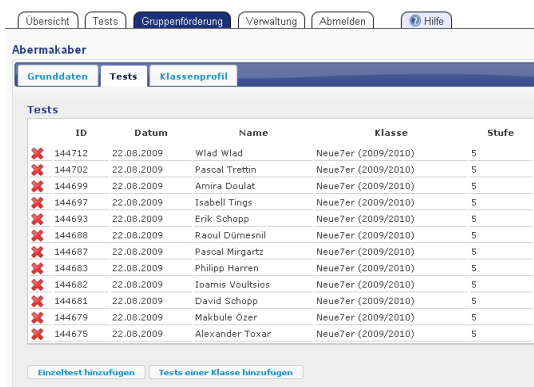 Übersicht Tests Gruppenförderung Verwaltung Abmelden Hilfe
Abermakaber
Grunddaten Tests Klassenprofil
Tests
ID Datum Name Klasse Stufe
144712 22.08.2009 Wlad Wlad Neue7er (2009/2010) 5
144702 22.08.2009 Pascal Trettin Neue7er (2009/2010) 5
144699 22.08.2009 Amira Doulat Neue7er (2009/2010) 5
144697 22.08.2009 Isabell Tings Neue7er (2009/2010) 5
144693 22.08.2009 Erik Schopp Neue7er (2009/2010) 5
144688 22.08.2009 Raoul Dümesnil Neue7er (2009/2010) 5
144687 22.08.2009 Pascal Mirgartz Neue7er (2009/2010) 5
144683 22.08.2009 Philipp Harren Neue7er (2009/2010) 5
144682 22.08.2009 Ioamis Voultsios Neue7er (2009/2010) 5
144681 22.08.2009 David Schopp Neue7er (2009/2010) 5
144679 22.08.2009 Makbule Özer Neue7er (2009/2010) 5
144675 22.08.2009 Alexander Toxar Neue7er (2009/2010) 5
Einzeltest hinzufügen Tests einer Klasse hinzufügen